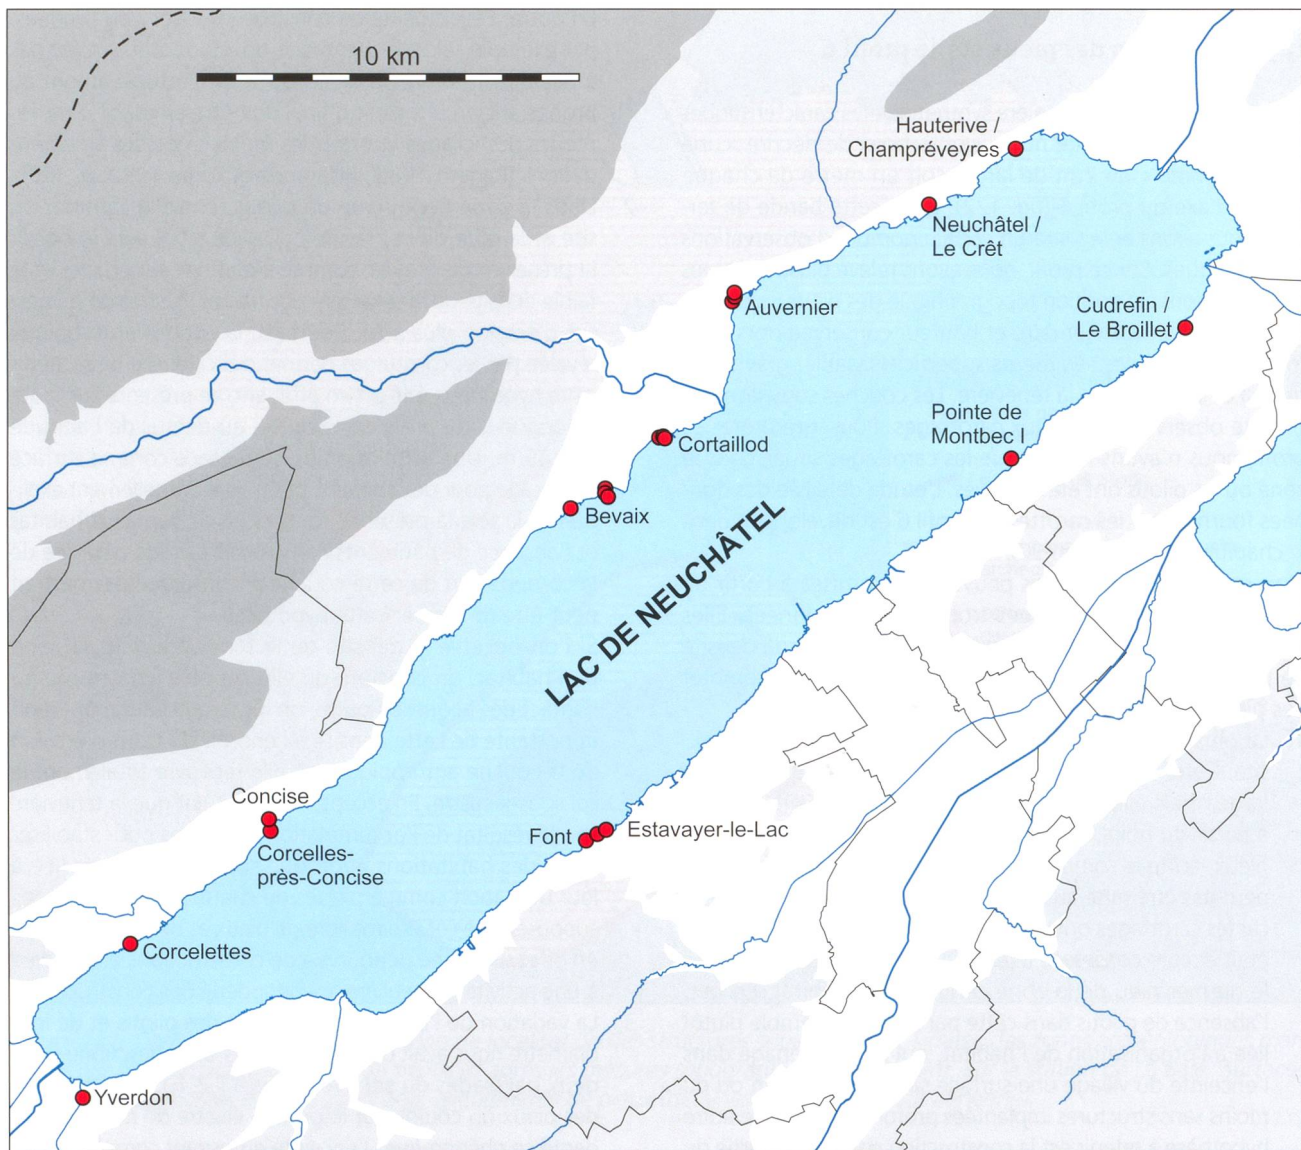 10 km
Hauterive /
Champréveyres
Neuchâtel /
Le Crêt
Auvernier
Cudrefin /
Le Broillet
Pointe de
Montbec I
Cortaillod
Bevaix
LAC DE NEUCHÂTEL
Concise
Corcelles-
près-Concise
Font
Estavayer-le-Lac
Corcelettes
Yverdon